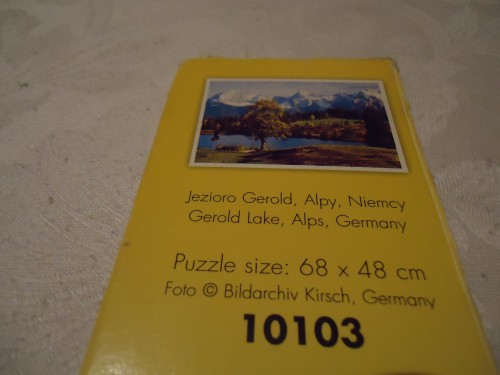 Jezioro Gerold, Alpy, Niemcy
Gerold Lake, Alps, Germany
Puzzle size: 68 x 48 cm
Foto © Bildarchiv Kirsch, Germany
10103